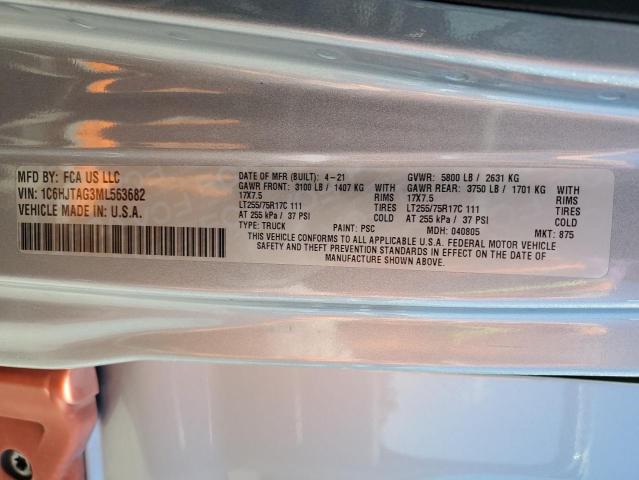 MFD BY: FCA US LLC
VIN: 1C6HJTAG3ML563682
VEHICLE MADE IN U.S.A.
DATE OF MFR (BUILT): 4-21 GVWR: 5800 LB / 2631 KG
GAWR FRONT: 3100 LB / 1407 KG WITH GAWR REAR: 3750 LB / 1701 KG WITH
17X7.5 RIMS 17X7.5 RIMS
LT255/75R17C 111 TIRES LT255/75R17C 111 TIRES
AT 255 kPa / 37 PSI COLD AT 255 kPa / 37 PSI COLD
TYPE: TRUCK PAINT: PSC MDH: 040805 MKT: 875
THIS VEHICLE CONFORMS TO ALL APPLICABLE U.S.A. FEDERAL MOTOR VEHICLE
SAFETY AND THEFT PREVENTION STANDARDS IN EFFECT ON THE DATE OF
MANUFACTURE SHOWN ABOVE.